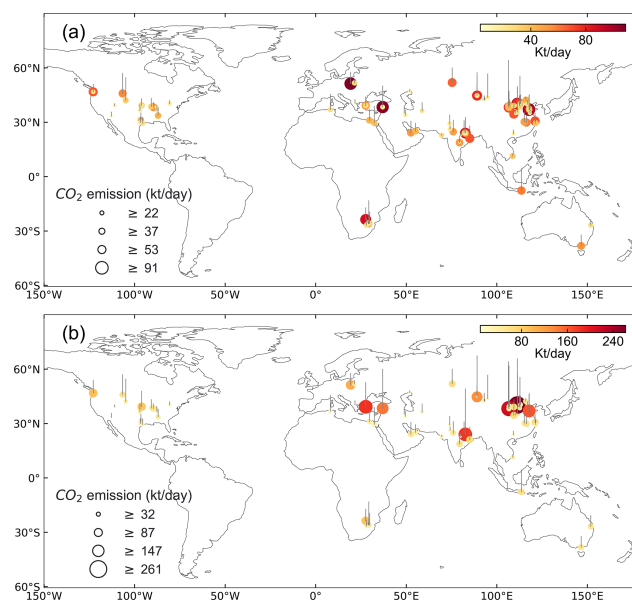 (a)
40
80
Kt/day
60°N
30°N
0°
30°S
60°S
CO2 emission (kt/day)
≥ 22
≥ 37
≥ 53
≥ 91
150°W 100°W 50°W 0° 50°E 100°E 150°E
(b)
80 160 240
Kt/day
60°N
30°N
0°
30°S
60°S
CO2 emission (kt/day)
≥ 32
≥ 87
≥ 147
≥ 261
150°W 100°W 50°W 0° 50°E 100°E 150°E